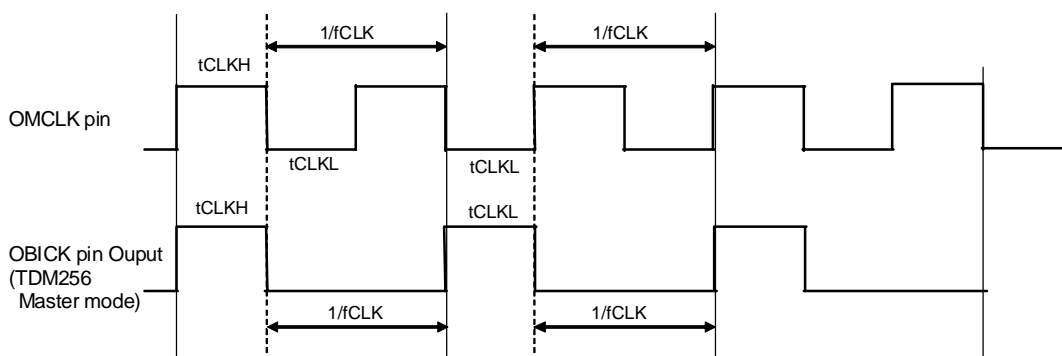 1/fCLK
1/fCLK
tCLKH
OMCLK pin
tCLKL
tCLKL
tCLKH
tCLKL
OBICK pin Ouput
(TDM256
Master mode)
1/fCLK
1/fCLK